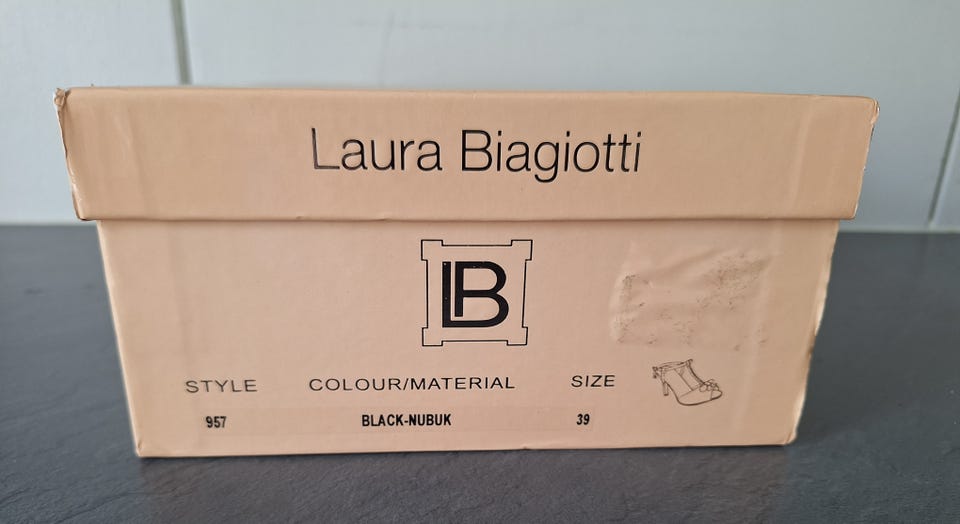 Laura Biagiotti
LB
STYLE COLOUR/MATERIAL SIZE
957 BLACK-NUBUK 39